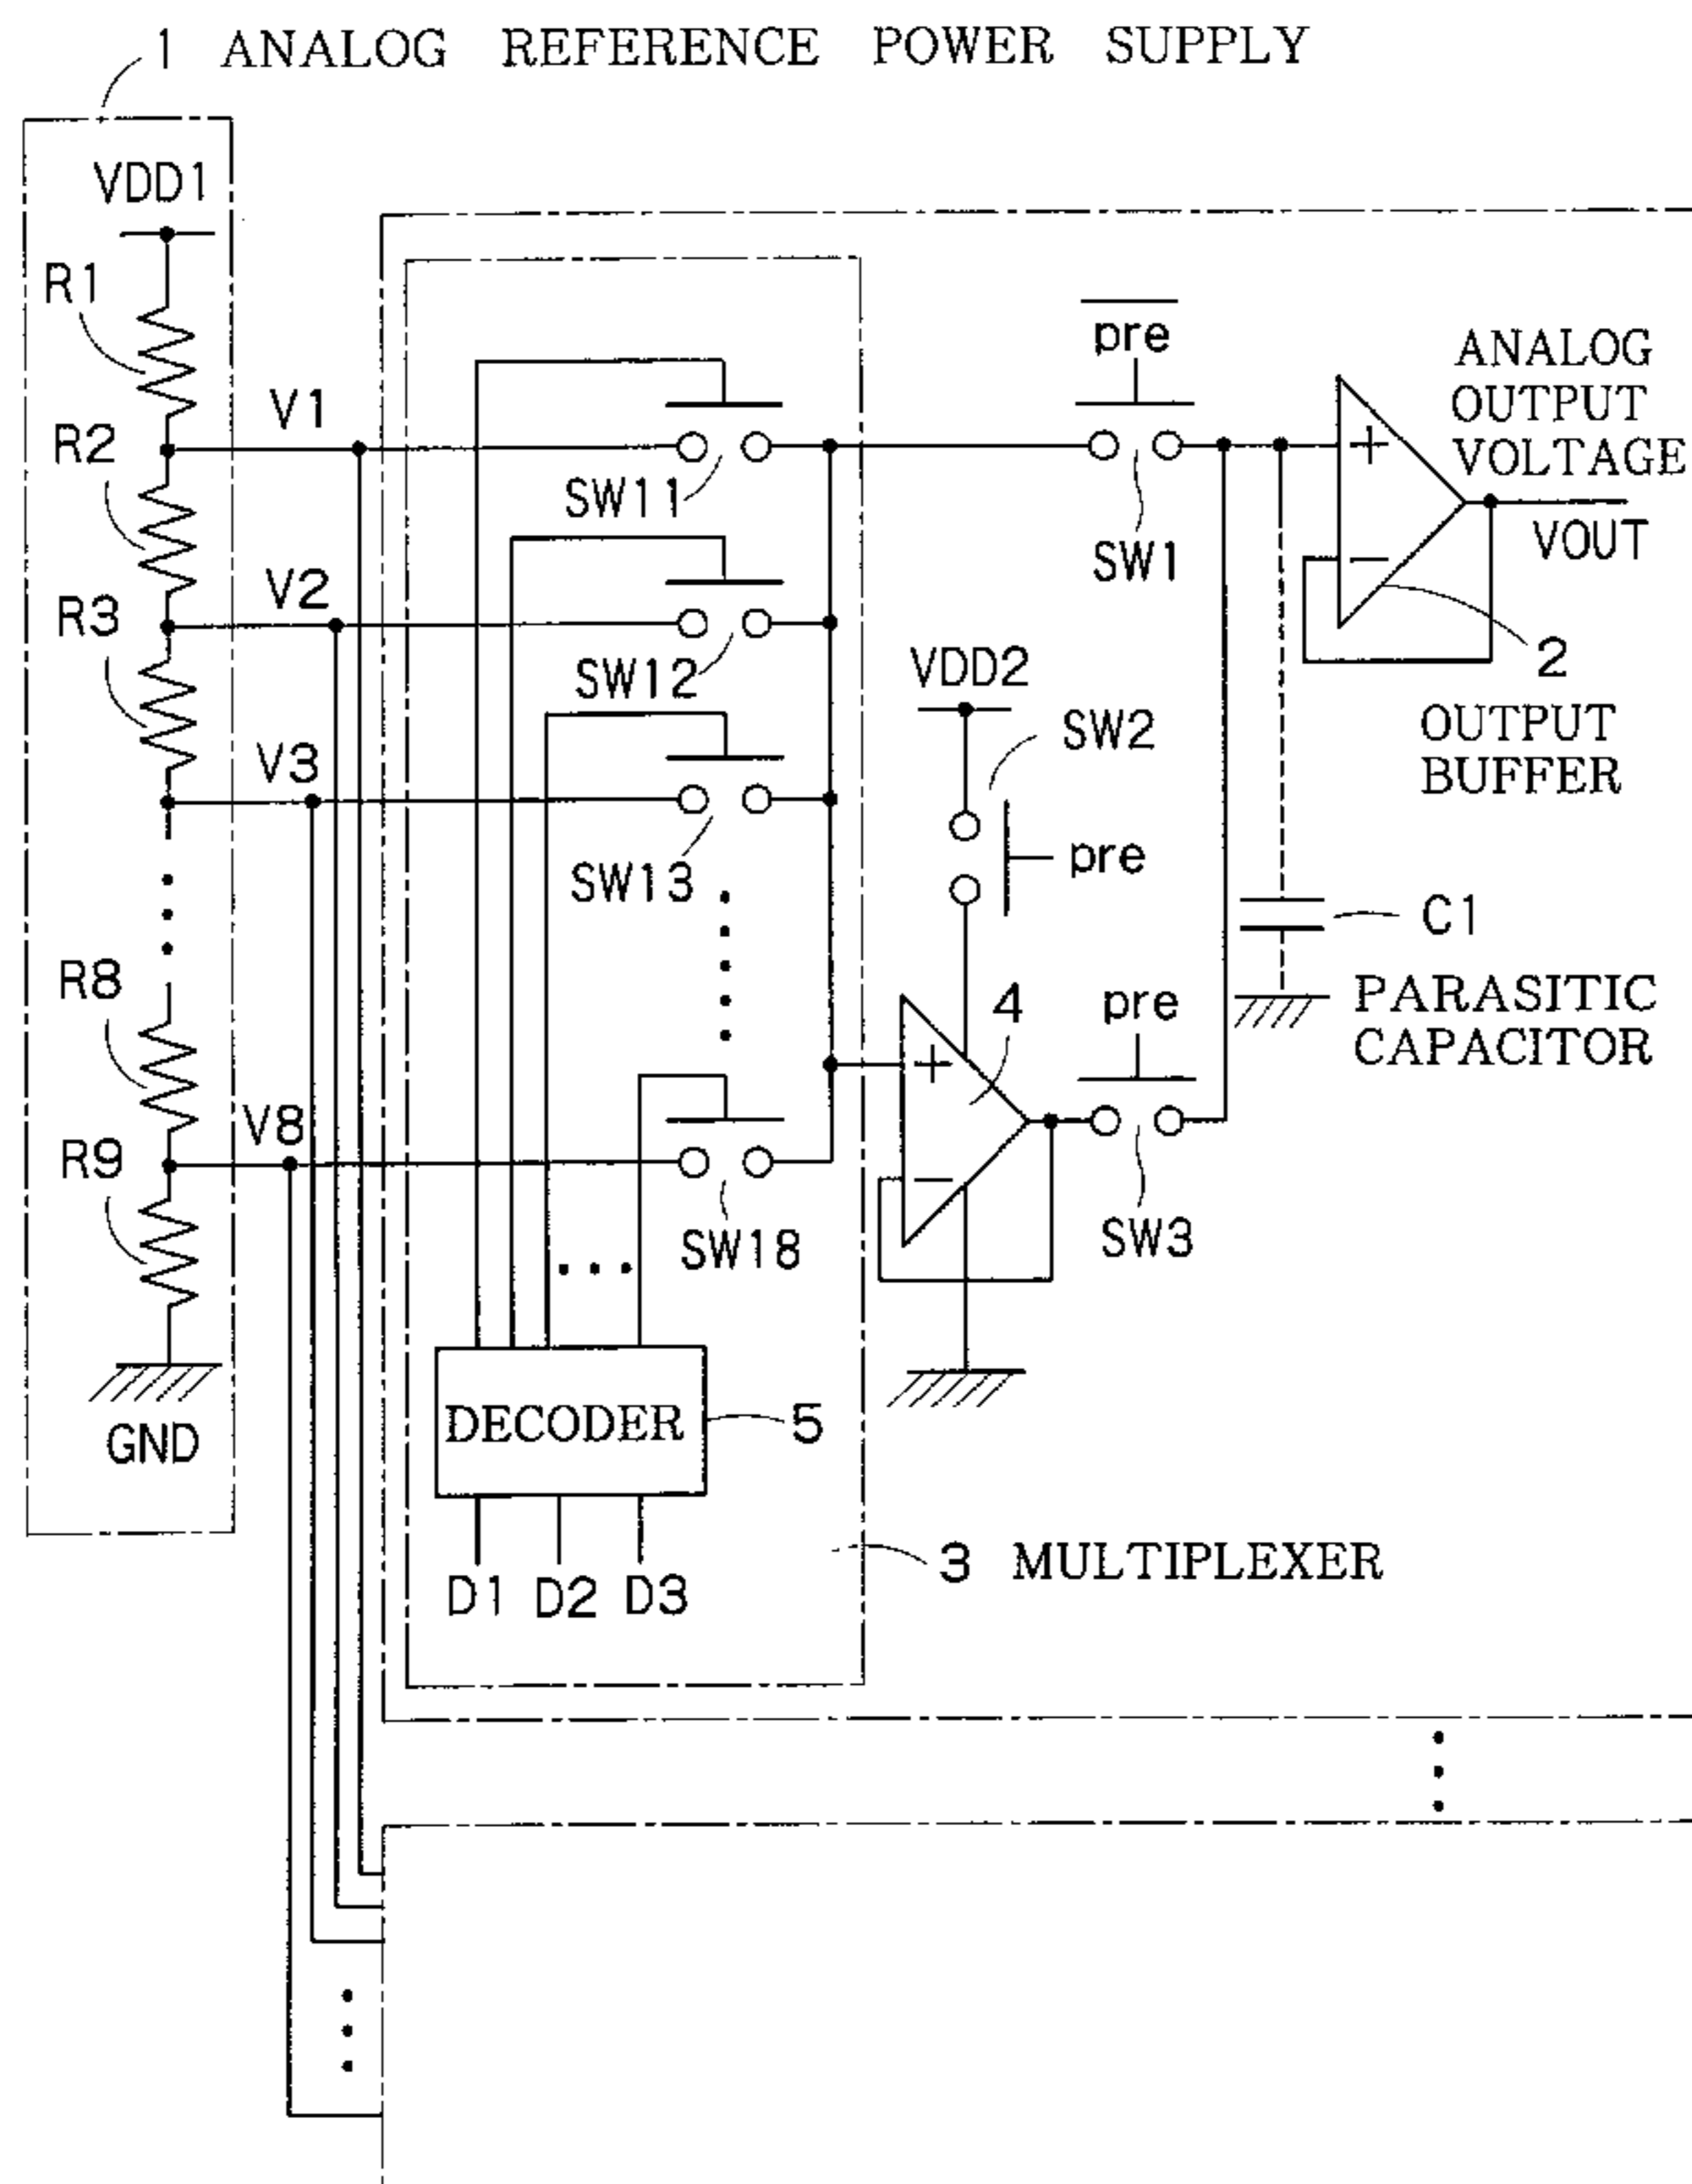 1 ANALOG REFERENCE POWER SUPPLY
VDD1
R1
R2
R3
R8
R9
GND
V1
V2
V3
V8
SW11
SW12
SW13
SW18
DECODER
5
D1 D2 D3
3 MULTIPLEXER
pre
SW1
VDD2
SW2
pre
4
pre
SW3
+
-
+
-
ANALOG
OUTPUT
VOLTAGE
VOUT
2
OUTPUT
BUFFER
C1
PARASITIC
CAPACITOR